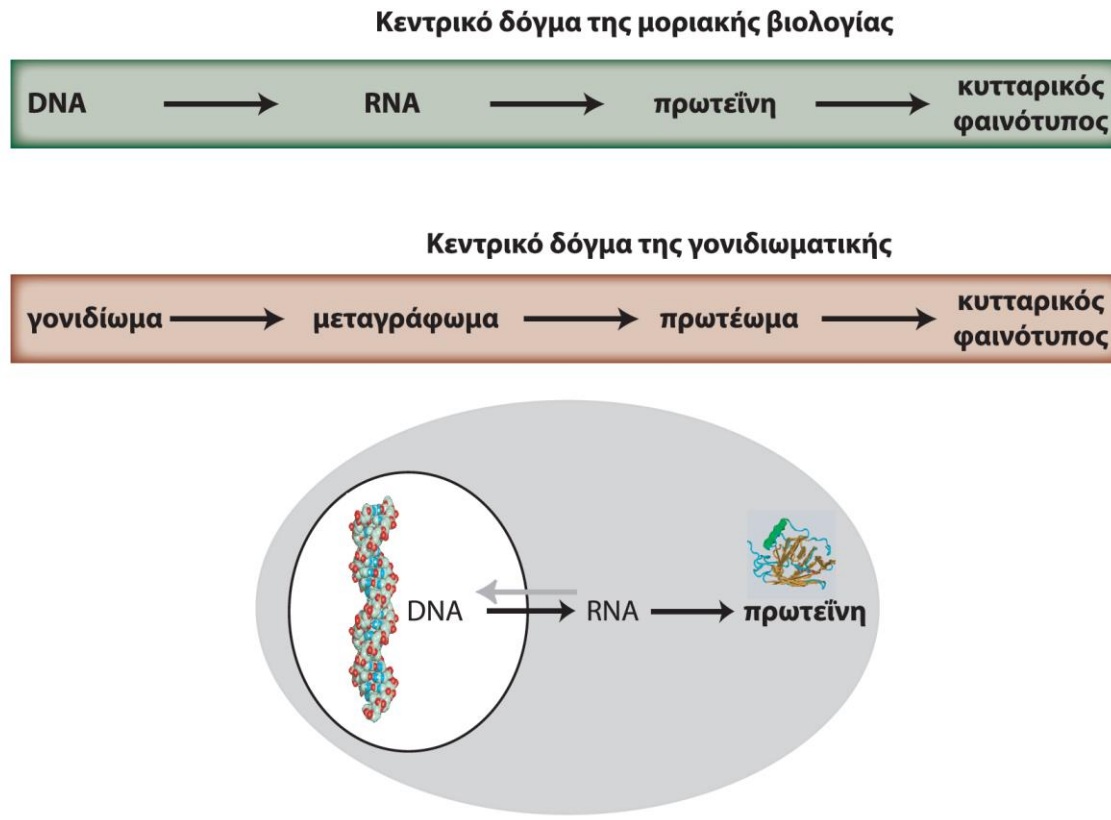 Κεντρικό δόγμα της μοριακής βιολογίας
DNA RNA πρωτεΐνη κυτταρικός φαινότυπος
Κεντρικό δόγμα της γονιδιωματικής
γονιδίωμα μεταγράφωμα πρωτέωμα κυτταρικός φαινότυπος
DNA RNA πρωτεΐνη